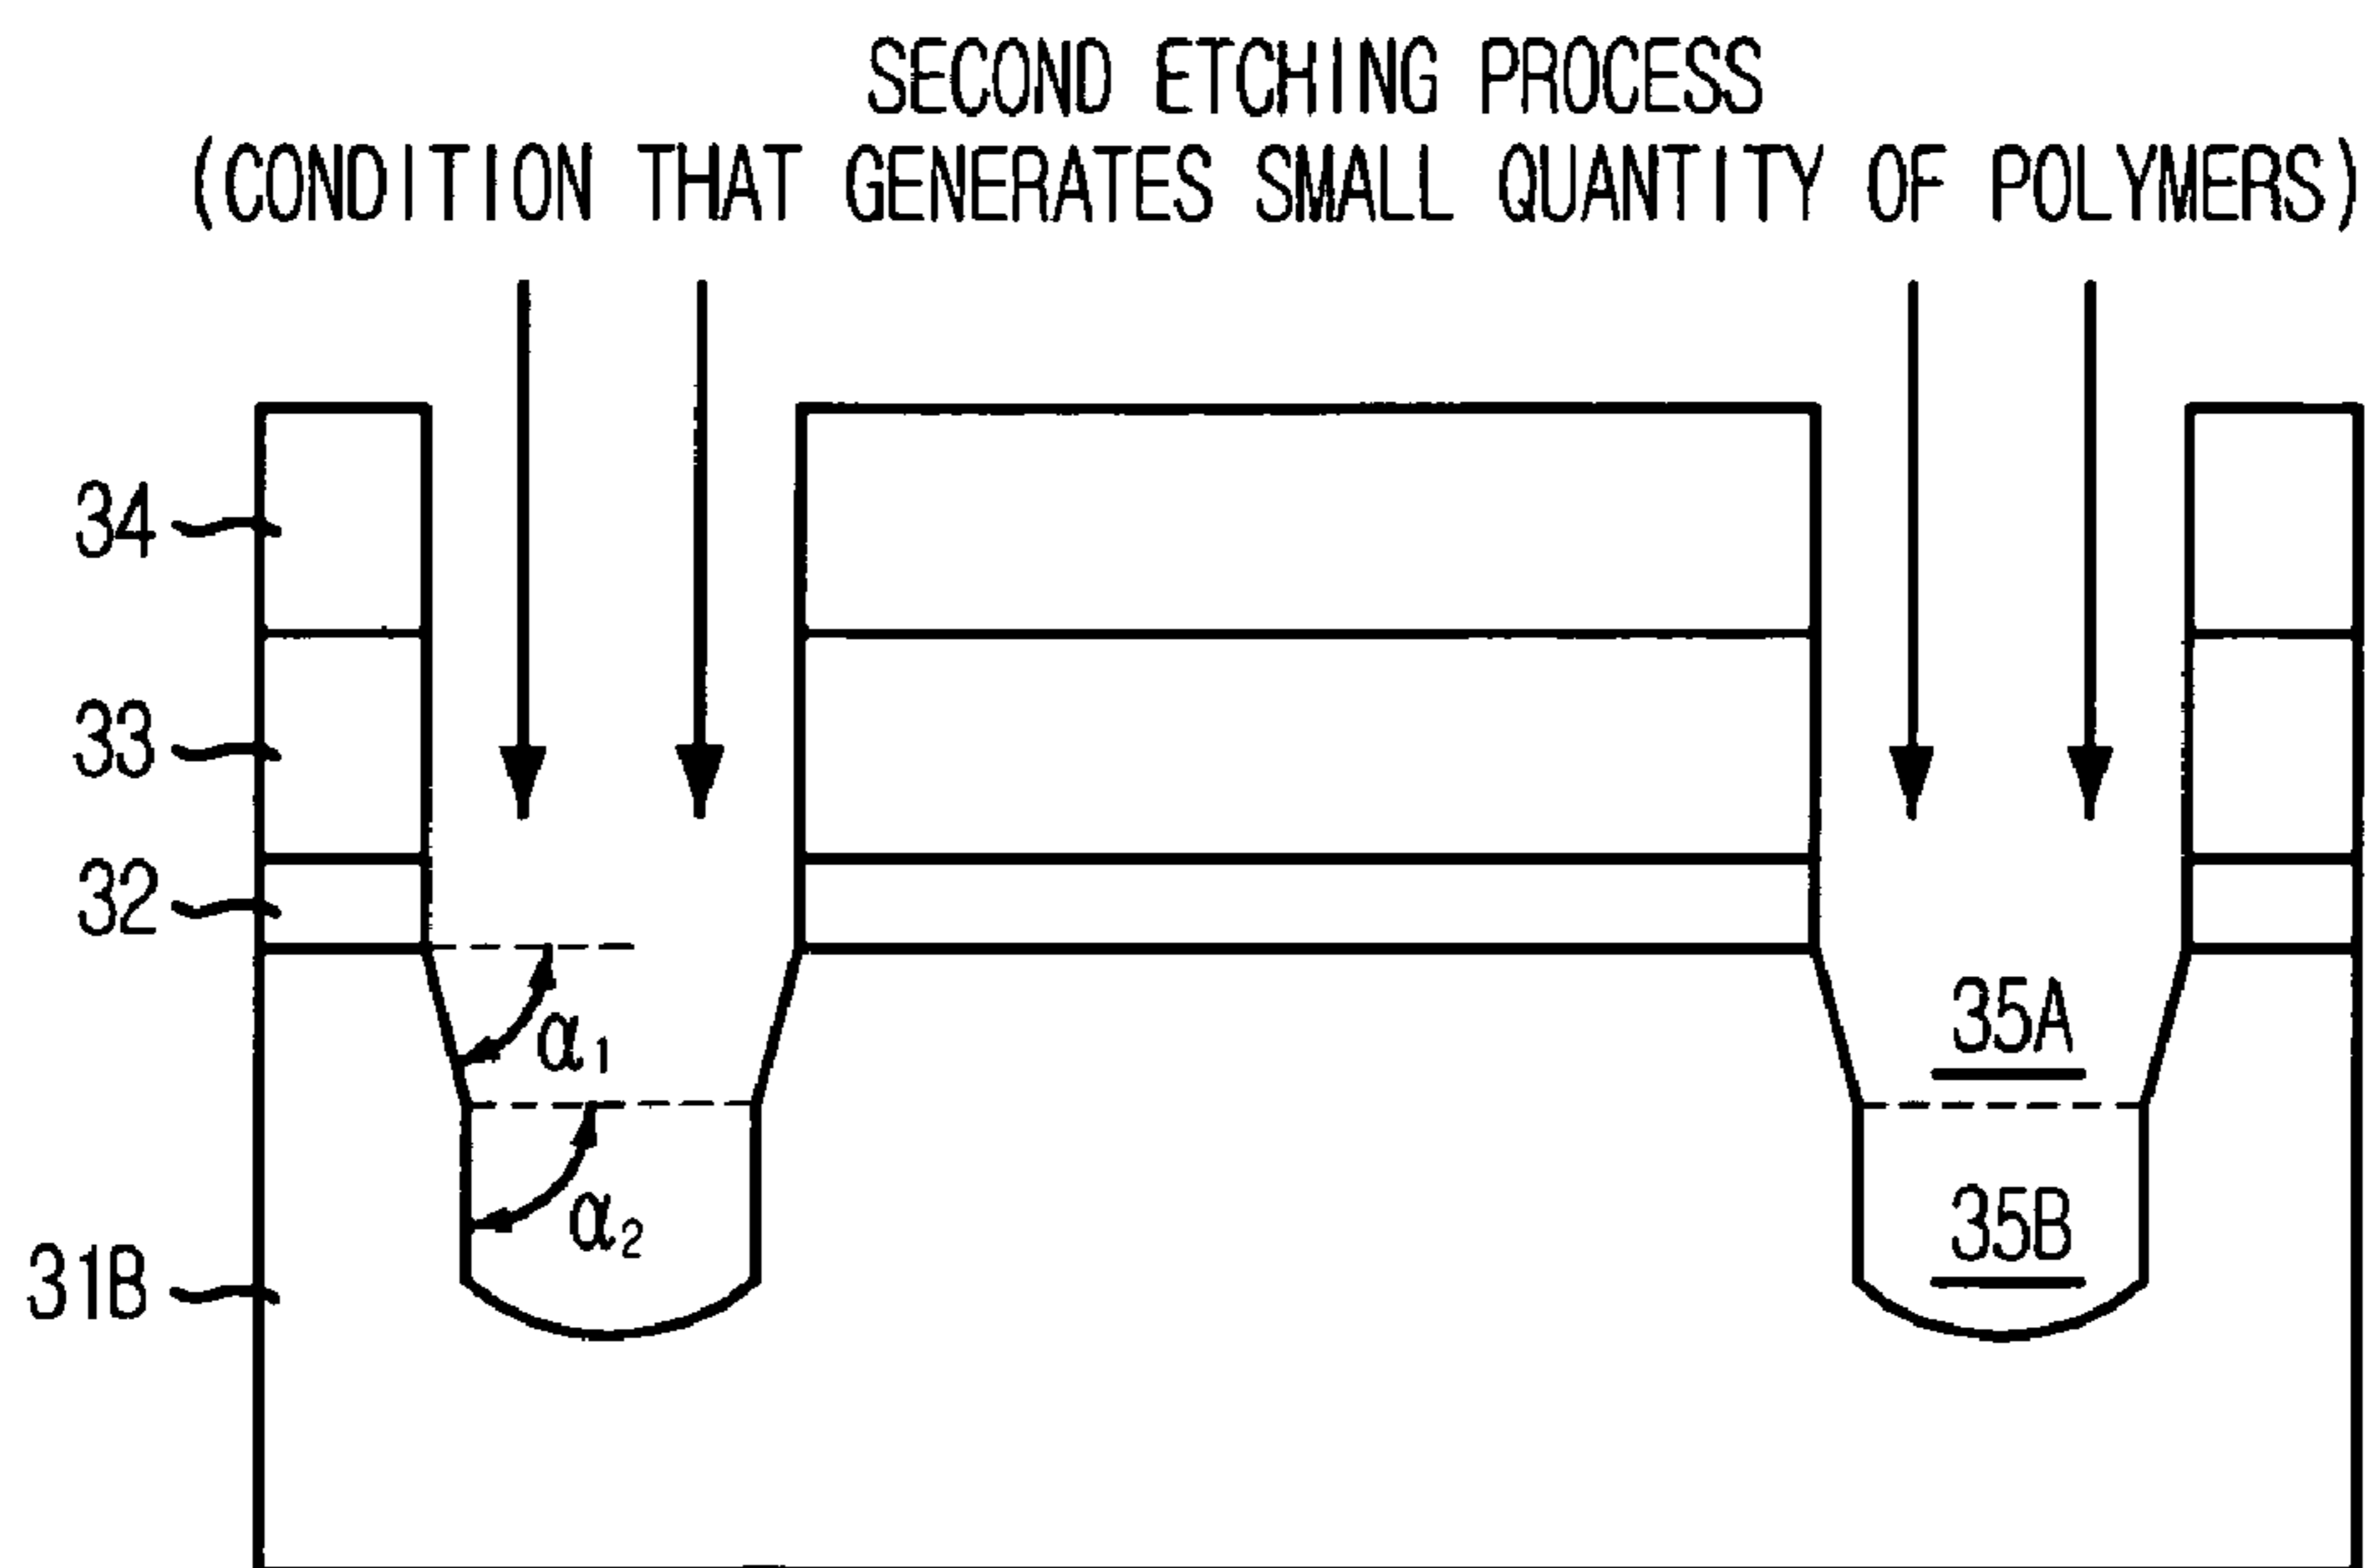 SECOND ETCHING PROCESS
(CONDITION THAT GENERATES SMALL QUANTITY OF POLYMERS)
34
33
32
35A
α1
35B
α2
31B